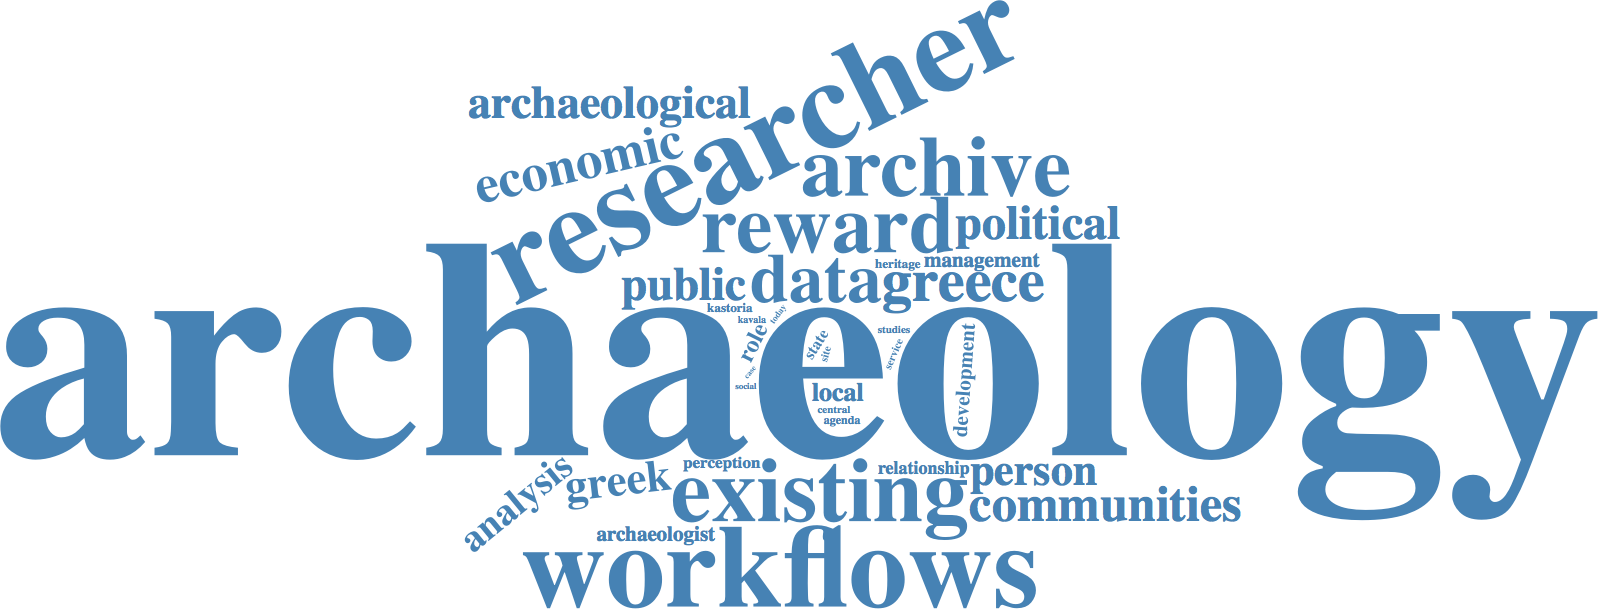 researcher
archaeological
economic
archive
reward
political
heritage
management
public
data
greece
archaeology
kastoria
kavala
today
role
case
social
state
site
studies
service
local
central
agenda
development
analysis
greek
perception
existing
relationship
person
communities
archaeologist
workflows